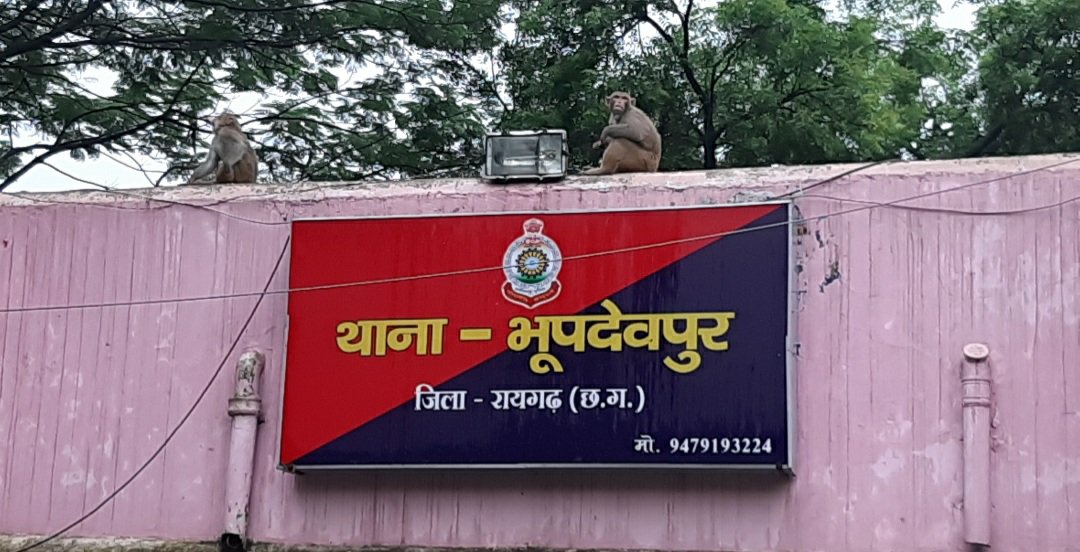 थाना - भूपदेवपुर
जिला - रायगढ़ (छ.ग.)
मो. 9479193224